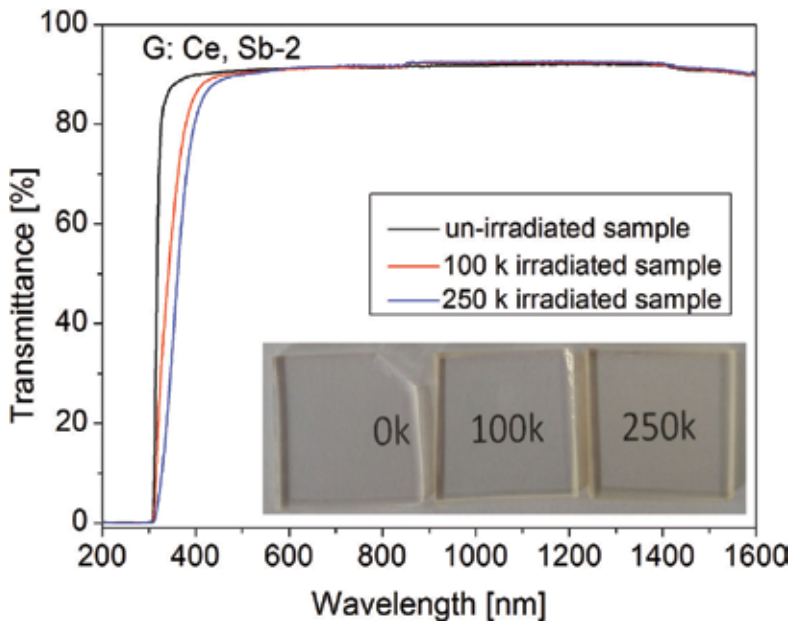 G: Ce, Sb-2
100
80
60
40
20
0
Transmittance [%]
un-irradiated sample
100 k irradiated sample
250 k irradiated sample
0k
100k
250k
200 400 600 800 1000 1200 1400 1600
Wavelength [nm]